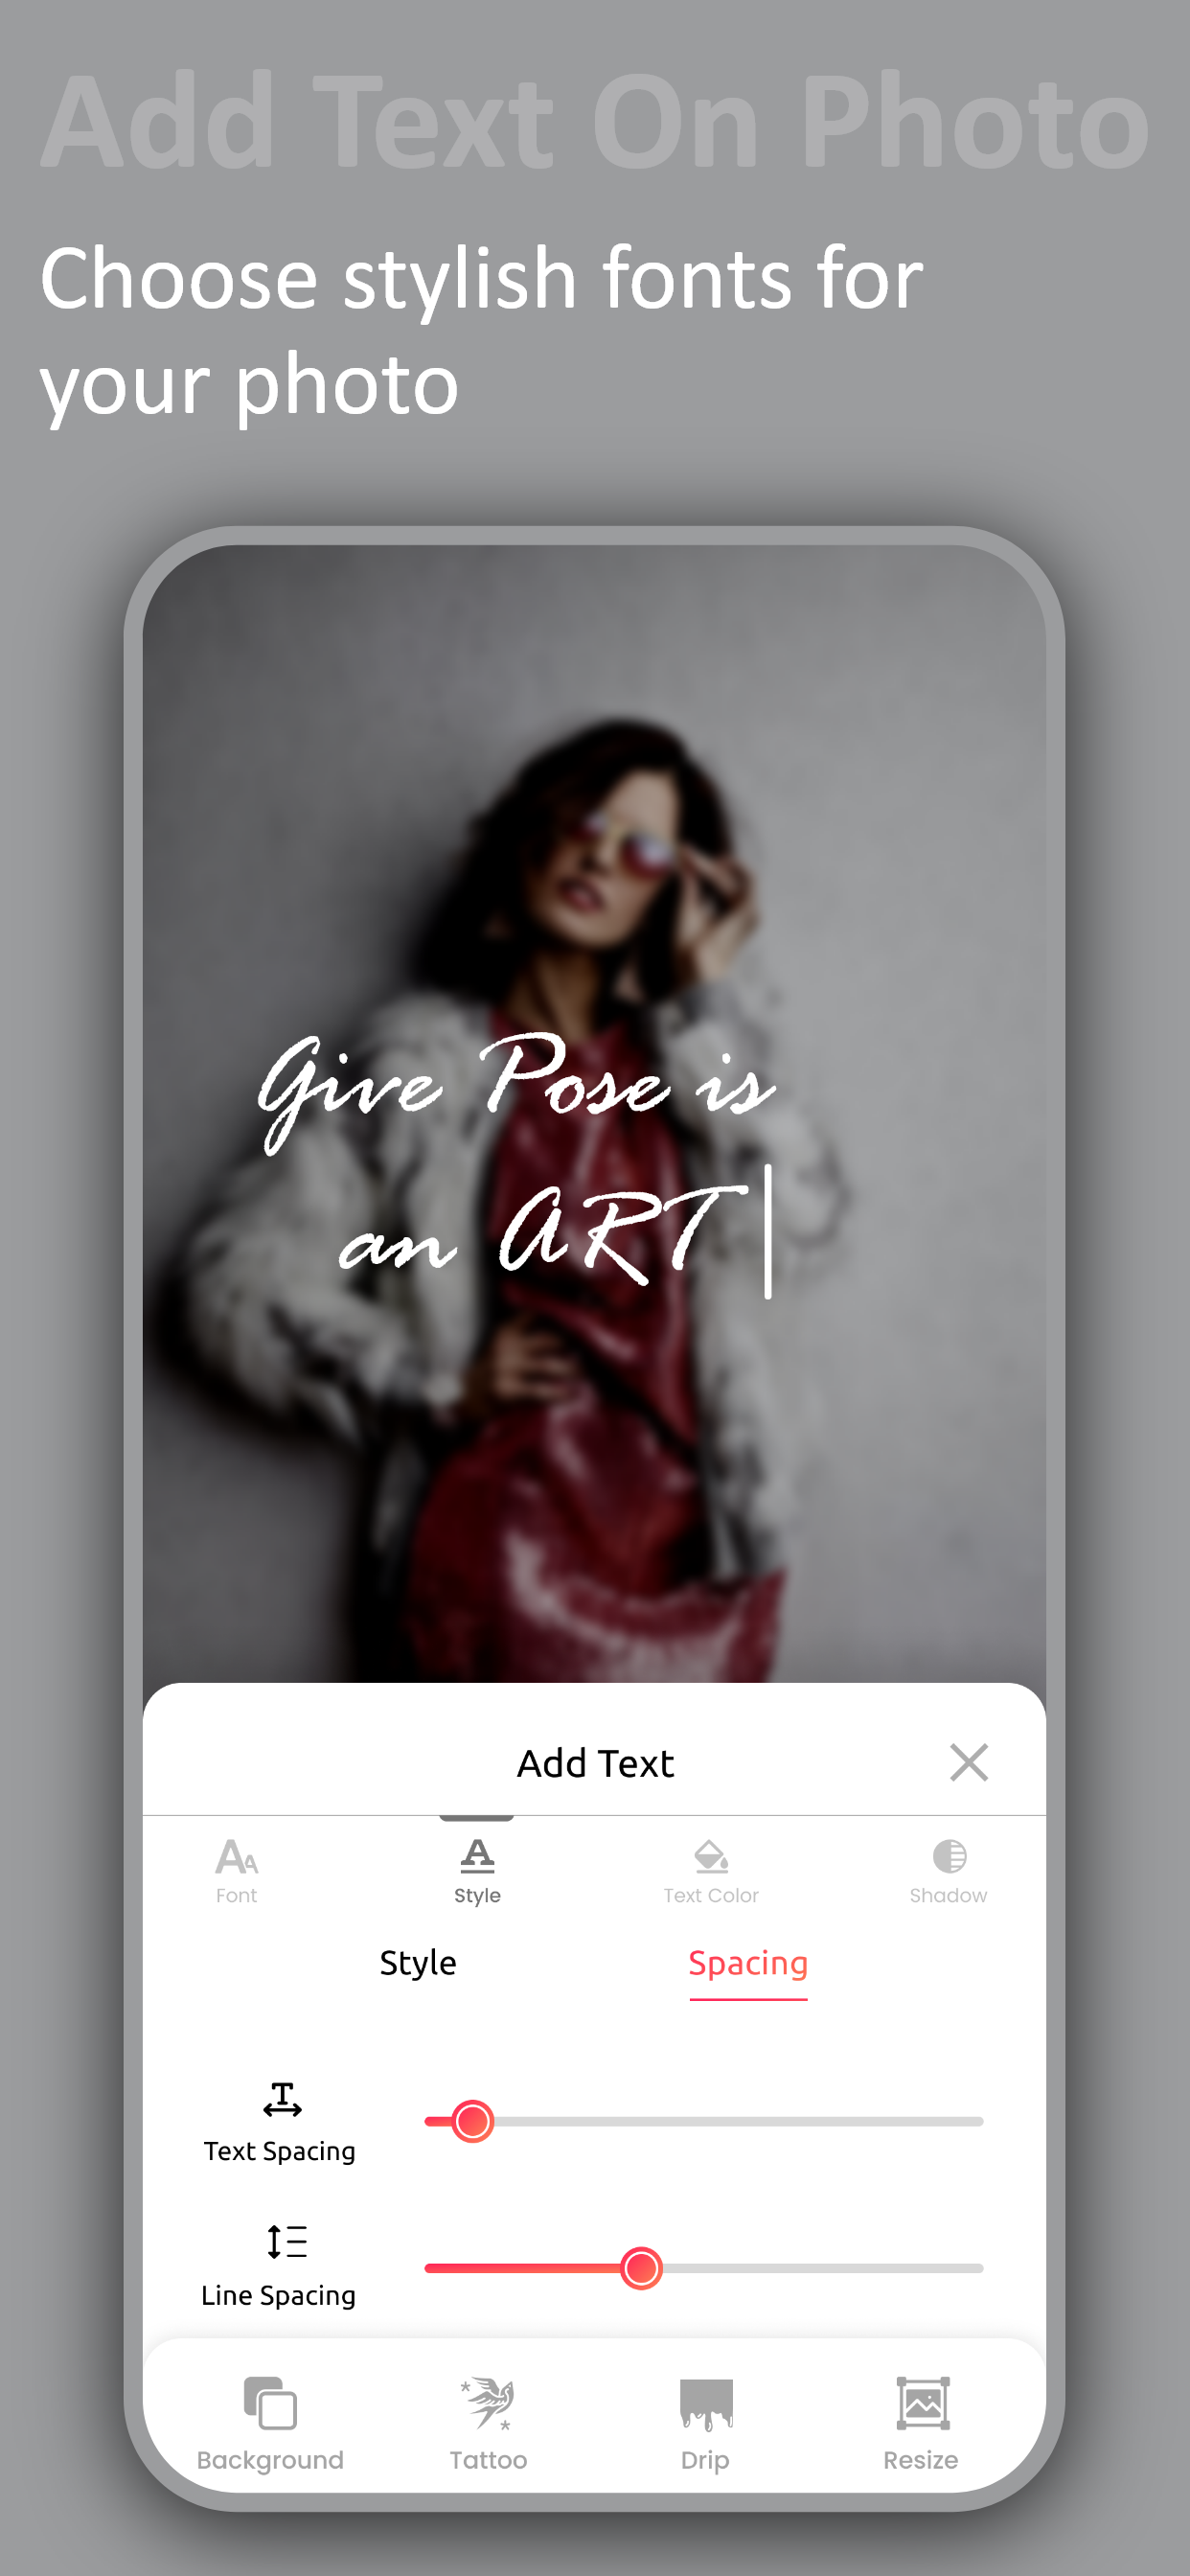 Add Text On Photo
Choose stylish fonts for
your photo
Give Pose is
an ART
Add Text
Font Style Text Color Shadow
Style Spacing
Text Spacing
Line Spacing
Background Tattoo Drip Resize